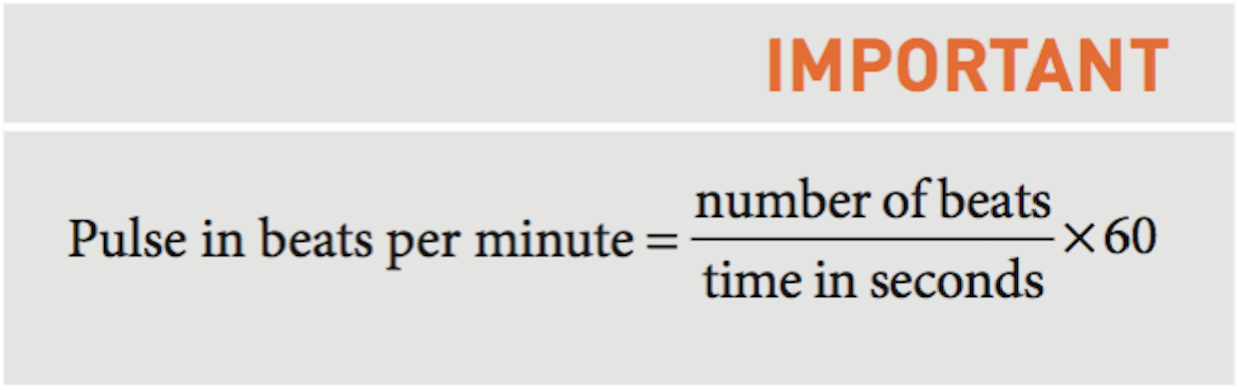 IMPORTANT
Pulse in beats per minute = number of beats / time in seconds × 60